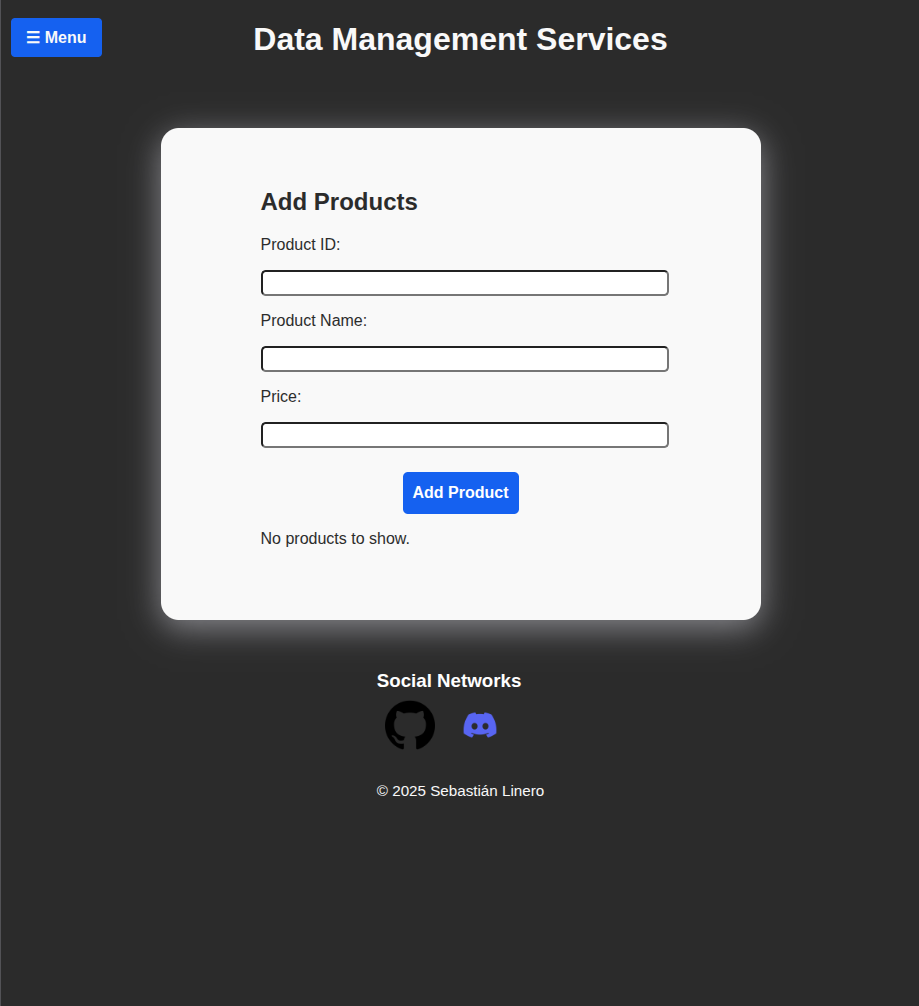 ☰ Menu
Data Management Services
Add Products
Product ID:
Product Name:
Price:
Add Product
No products to show.
Social Networks
© 2025 Sebastián Linero